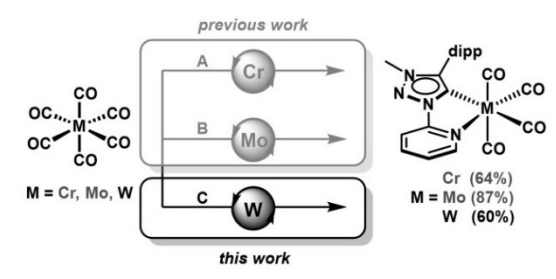 previous work
A
Cr
B
Mo
C
W
this work
CO
OC
CO
M
OC
CO
CO
M = Cr, Mo, W
dipp
N
N
N
N
M
CO
CO
CO
CO
Cr (64%)
M = Mo (87%)
W (60%)